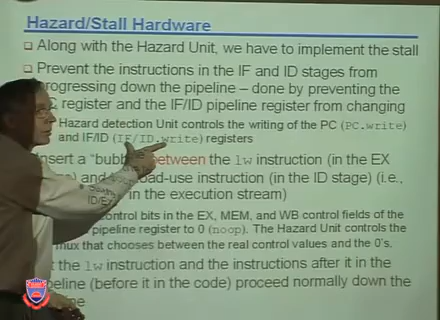 Hazard/Stall Hardware
Along with the Hazard Unit, we have to implement the stall
Prevent the instructions in the IF and ID stages from
progressing down the pipeline – done by preventing the
register and the IF/ID pipeline register from changing
Hazard detection Unit controls the writing of the PC (PC.write)
and IF/ID (IF/ID.write) registers
Insert a "bubble" between the lw instruction (in the EX
and load-use instruction (in the ID stage) (i.e.,
in the execution stream)
control bits in the EX, MEM, and WB control fields of the
pipeline register to 0 (noop). The Hazard Unit controls the
mux that chooses between the real control values and the 0's.
the lw instruction and the instructions after it in the
(before it in the code) proceed normally down the